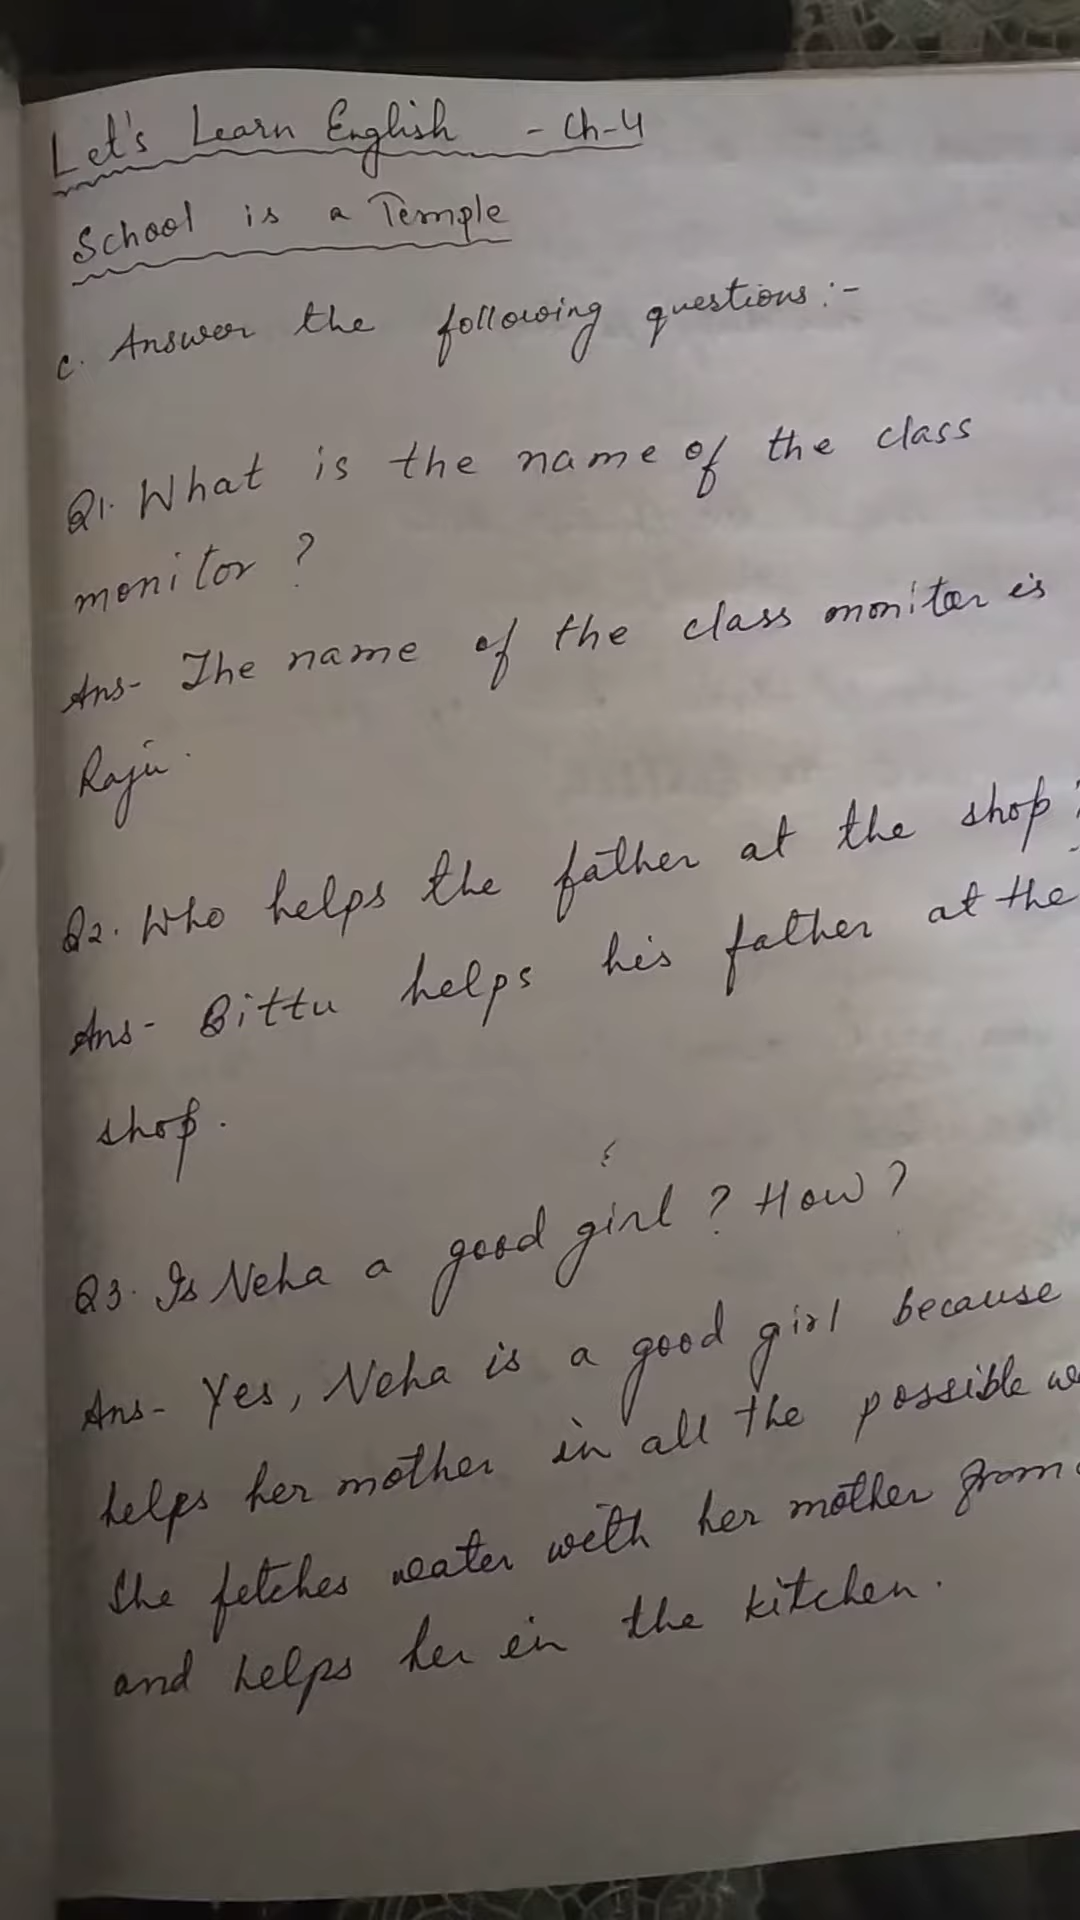 Let's Learn English - Ch-4
School is a Temple
C. Answer the following questions:-
Q1. What is the name of the class
monitor ?
Ans- The name of the class monitor is
Raju.
Q2. Who helps the father at the shop ?
Ans- Bittu helps his father at the
shop.
Q3. Is Neha a good girl ? How ?
Ans- Yes, Neha is a good girl because
helps her mother in all the possible
She fetches water with her mother from
and helps her in the kitchen.